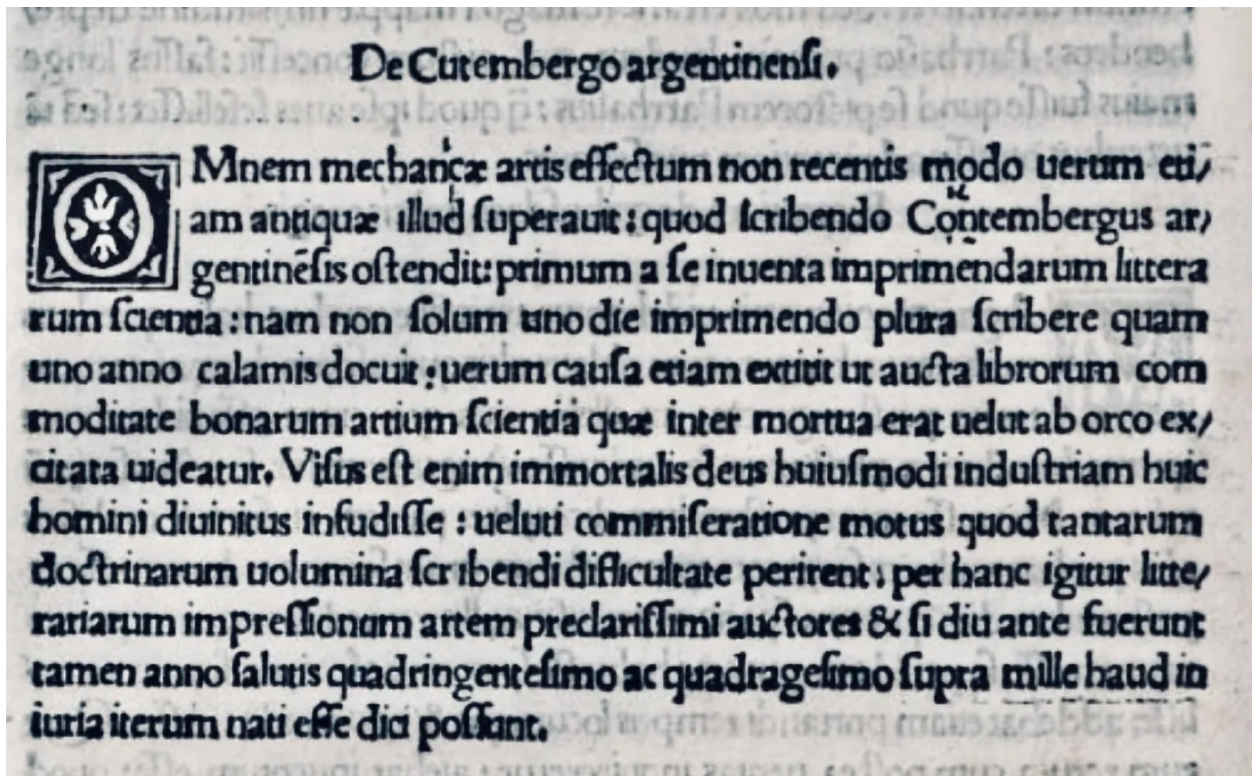 De Cutembergo argentinensi.
OMnem mechanicæ artis effectum non recentis modo uerum eti/
am antiquæ illud superauit: quod scribendo Contembergus ar/
gentinēsis ostendit: primum a se inuenta imprimendarum littera
rum scientia: nam non solum uno die imprimendo plura scribere quam
uno anno calamis docuit: uerum causa etiam extitit ut aucta librorum com
moditate bonarum artium scientia quæ inter mortua erat uelut ab orco ex/
citata uideatur. Visus est enim immortalis deus huiusmodi industriam huic
homini diuinitus infudisse: ueluti commiseratione motus quod tantarum
doctrinarum uolumina scribendi difficultate perirent: per hanc igitur litte/
rariarum impressionum artem preclarissimi auctores & si diu ante fuerunt
tamen anno salutis quadringentesimo ac quadragesimo supra mille haud in
iuria iterum nati esse dici possunt.